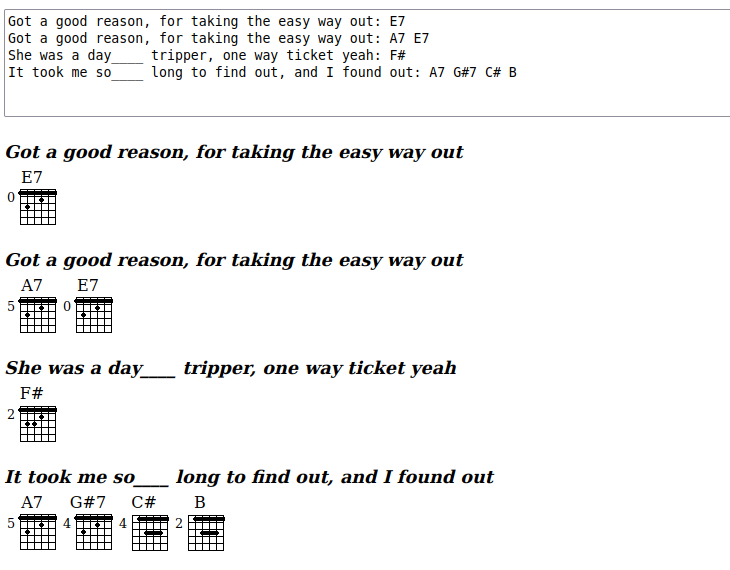 Got a good reason, for taking the easy way out: E7
Got a good reason, for taking the easy way out: A7 E7
She was a day____ tripper, one way ticket yeah: F#
It took me so____ long to find out, and I found out: A7 G#7 C# B
Got a good reason, for taking the easy way out
E7
0
Got a good reason, for taking the easy way out
A7 E7
5 0
She was a day____ tripper, one way ticket yeah
F#
2
It took me so____ long to find out, and I found out
A7 G#7 C# B
5 4 4 2